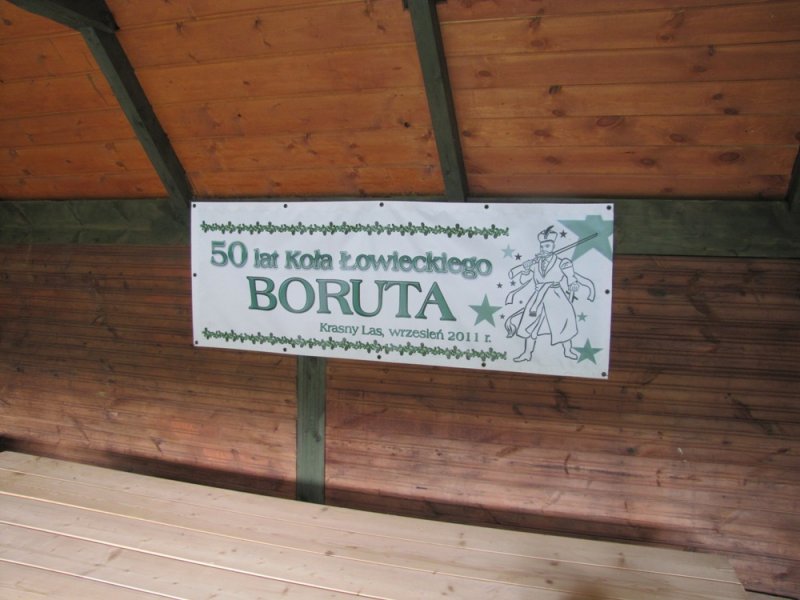 50 lat Koła Łowieckiego
BORUTA
Krasny Las, wrzesień 2011 r.